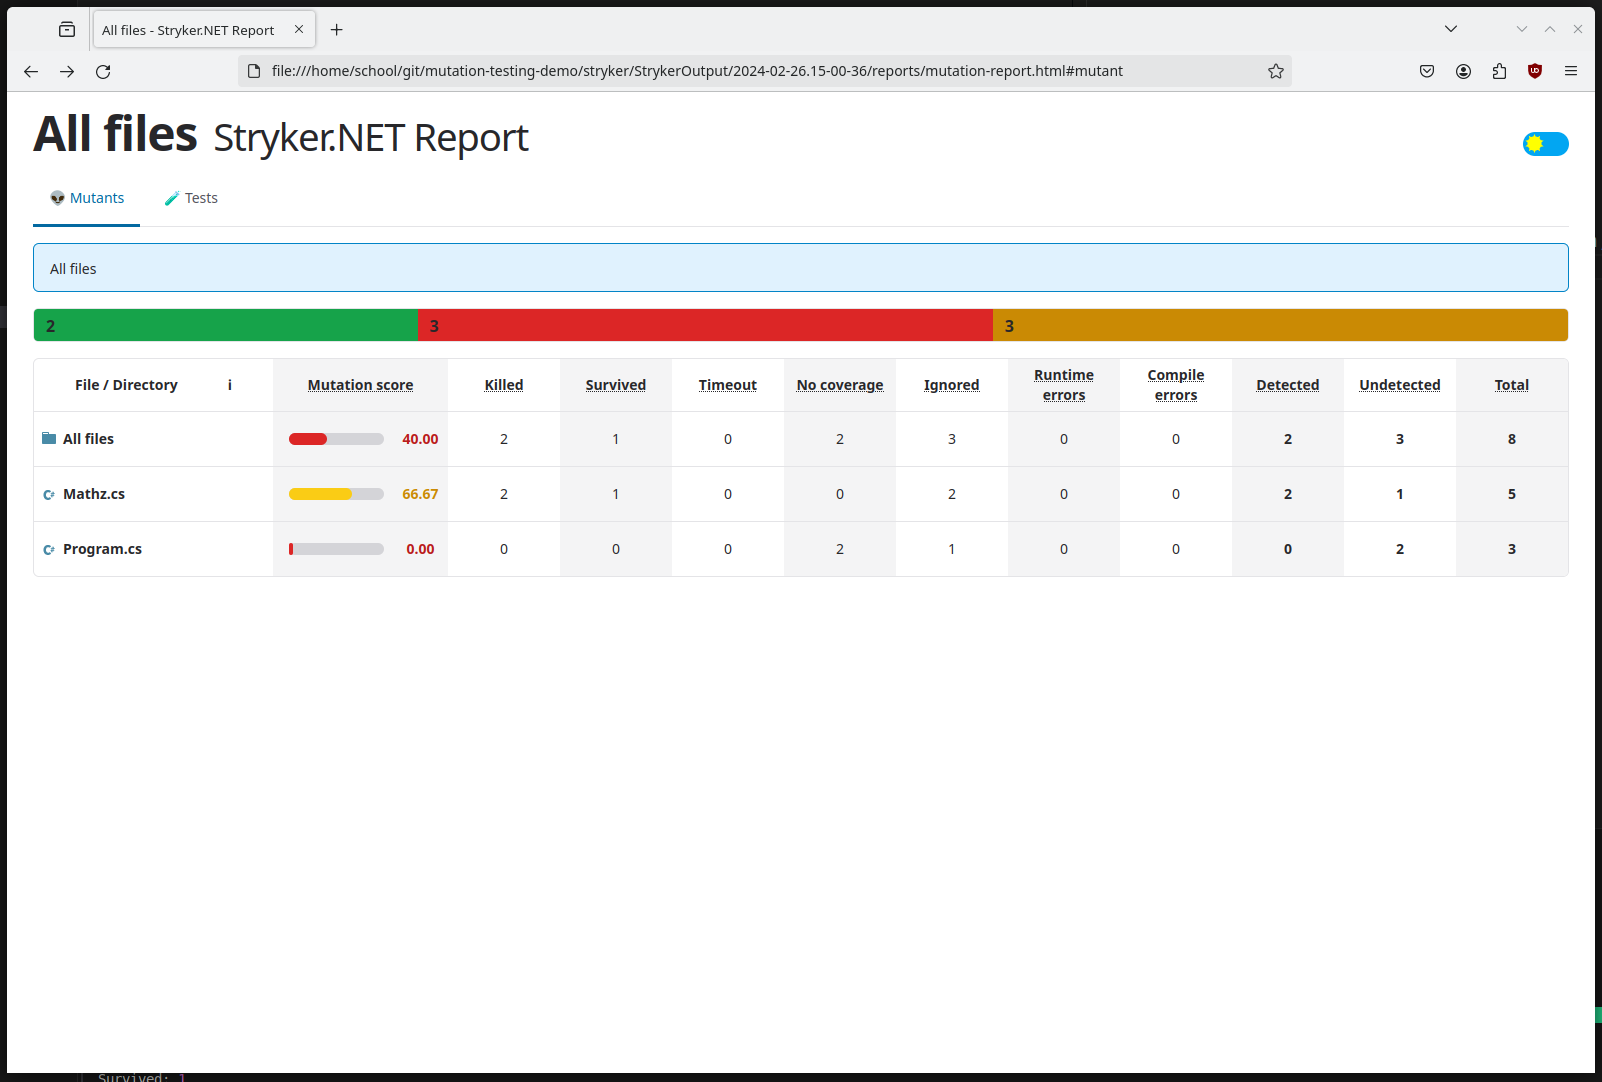 All files - Stryker.NET Report
file:///home/school/git/mutation-testing-demo/stryker/StrykerOutput/2024-02-26.15-00-36/reports/mutation-report.html#mutant
All files Stryker.NET Report
Mutants Tests
All files
2 3 3
File / Directory i Mutation score Killed Survived Timeout No coverage Ignored Runtime errors Compile errors Detected Undetected Total
All files 40.00 2 1 0 2 3 0 0 2 3 8
C# Mathz.cs 66.67 2 1 0 0 2 0 0 2 1 5
C# Program.cs 0.00 0 0 0 2 1 0 0 0 2 3
Survived: 1